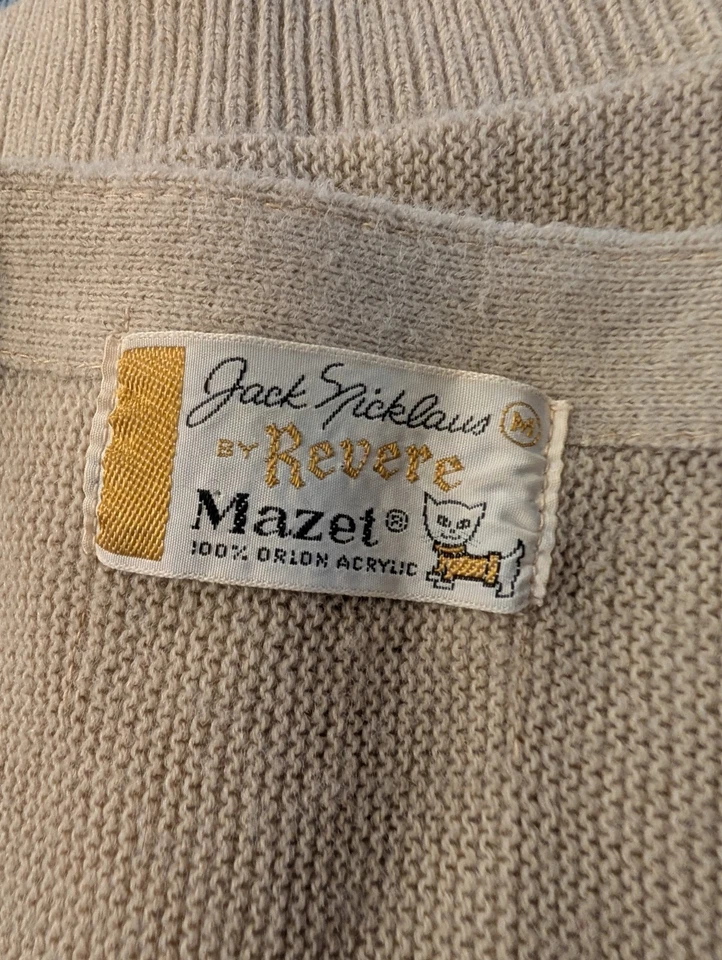 Jack Nicklaus M
BY Revere
Mazet®
100% ORLON ACRYLIC